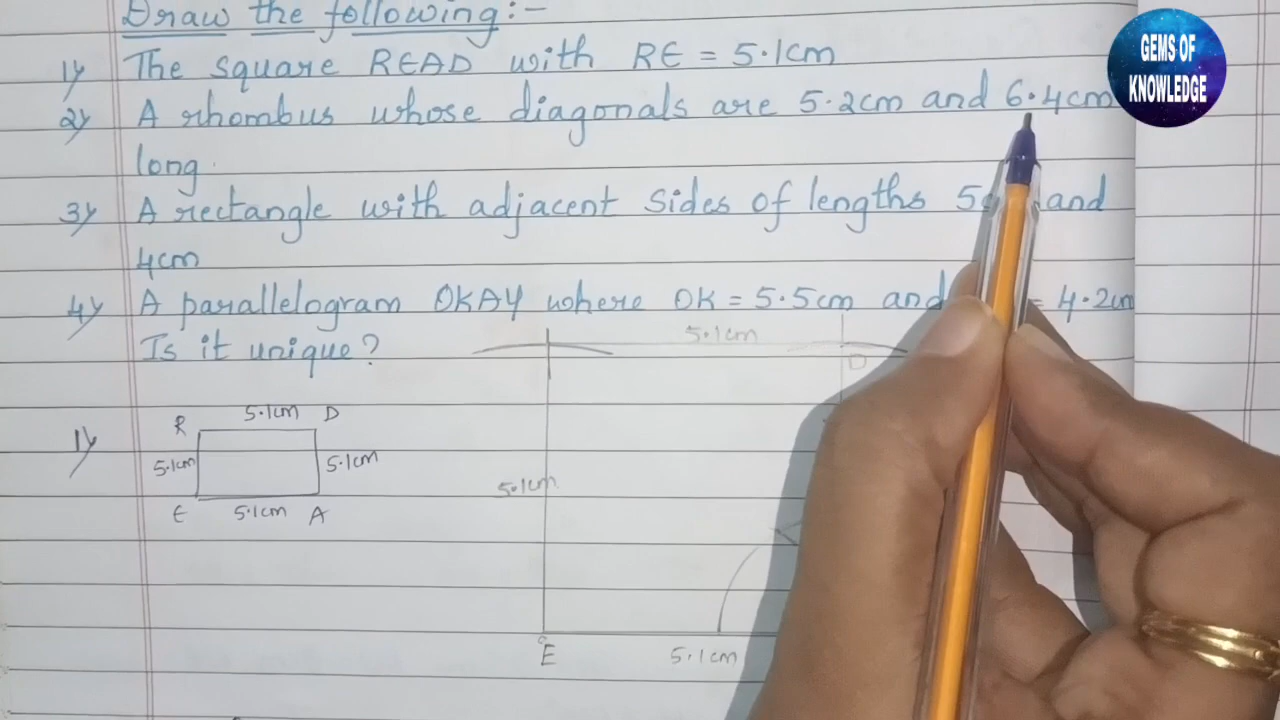 Draw the following:-
1) The square READ with RE = 5.1cm
2) A rhombus whose diagonals are 5.2cm and 6.4cm
long.
3) A rectangle with adjacent sides of lengths and
4cm
4) A parallelogram OKAY where OK = 5.5cm and = 4.2cm
Is it unique?
1)
R 5.1cm D
5.1cm 5.1cm
E 5.1cm A
5.1cm
D
5.1cm
E 5.1cm
GEMS OF
KNOWLEDGE